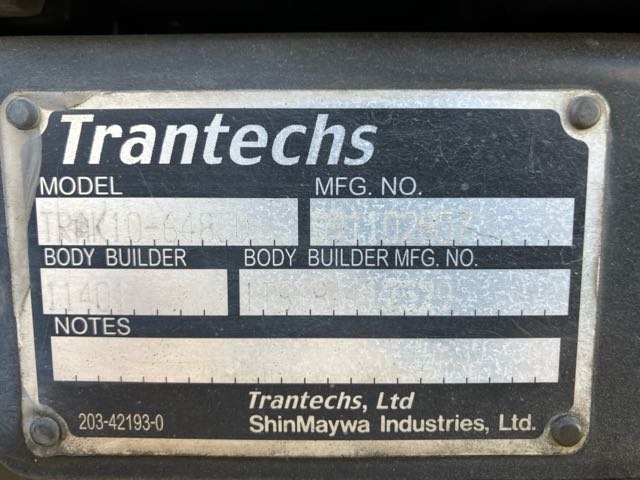 Trantechs
MODEL MFG. NO.
BODY BUILDER BODY BUILDER MFG. NO.
11401
NOTES
Trantechs, Ltd
203-42193-0 ShinMaywa Industries, Ltd.